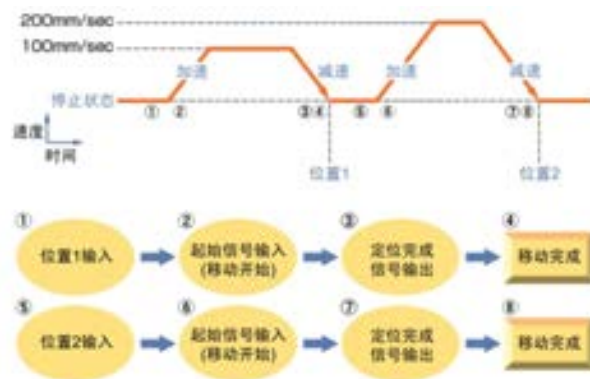 200mm/sec
100mm/sec
加速 减速 加速 减速
停止状态
① ② ③④ ⑤ ⑥ ⑦⑧
速度
时间
位置1 位置2
① ② ③ ④
位置1输入 起始信号输入 (移动开始) 定位完成 信号输出 移动完成
⑤ ⑥ ⑦ ⑧
位置2输入 起始信号输入 (移动开始) 定位完成 信号输出 移动完成